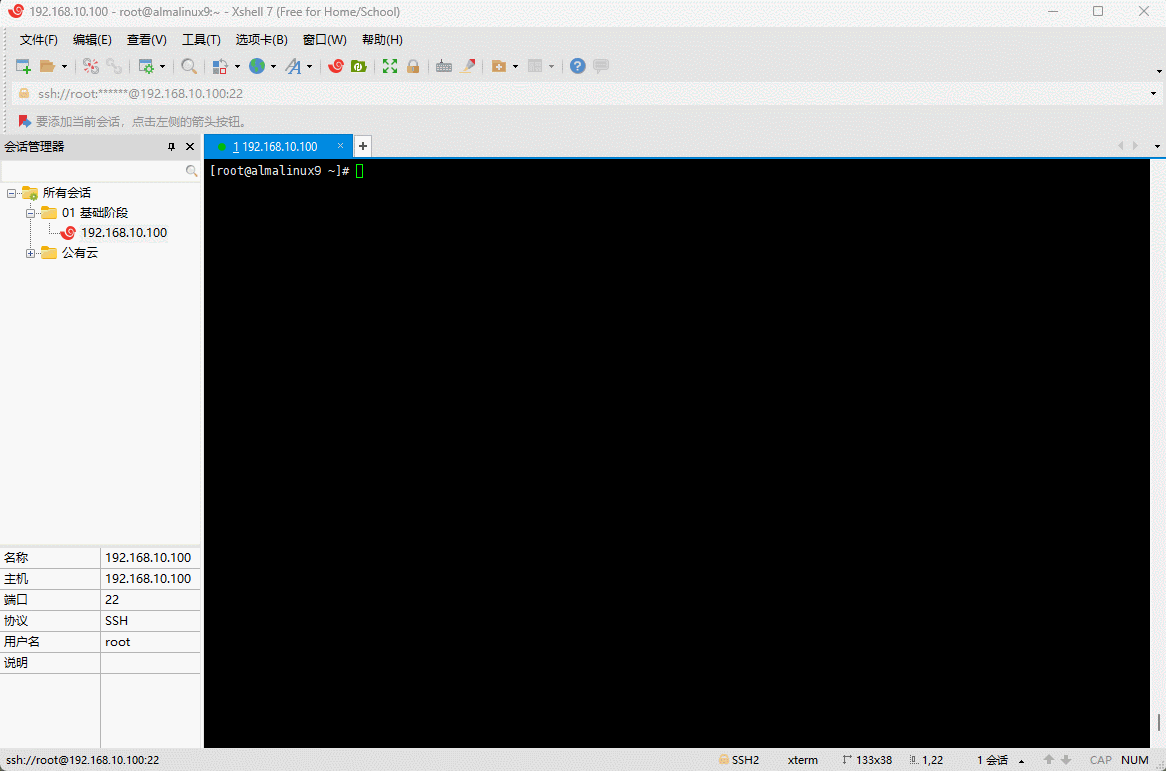 192.168.10.100 - root@almalinux9:~ - Xshell 7 (Free for Home/School)
文件(F) 编辑(E) 查看(V) 工具(T) 选项卡(B) 窗口(W) 帮助(H)
ssh://root:******@192.168.10.100:22
要添加当前会话，点击左侧的箭头按钮。
会话管理器
1 192.168.10.100
[root@almalinux9 ~]#
所有会话
01 基础阶段
192.168.10.100
公有云
名称 192.168.10.100
主机 192.168.10.100
端口 22
协议 SSH
用户名 root
说明
ssh://root@192.168.10.100:22 SSH2 xterm 133x38 1,22 1 会话 CAP NUM